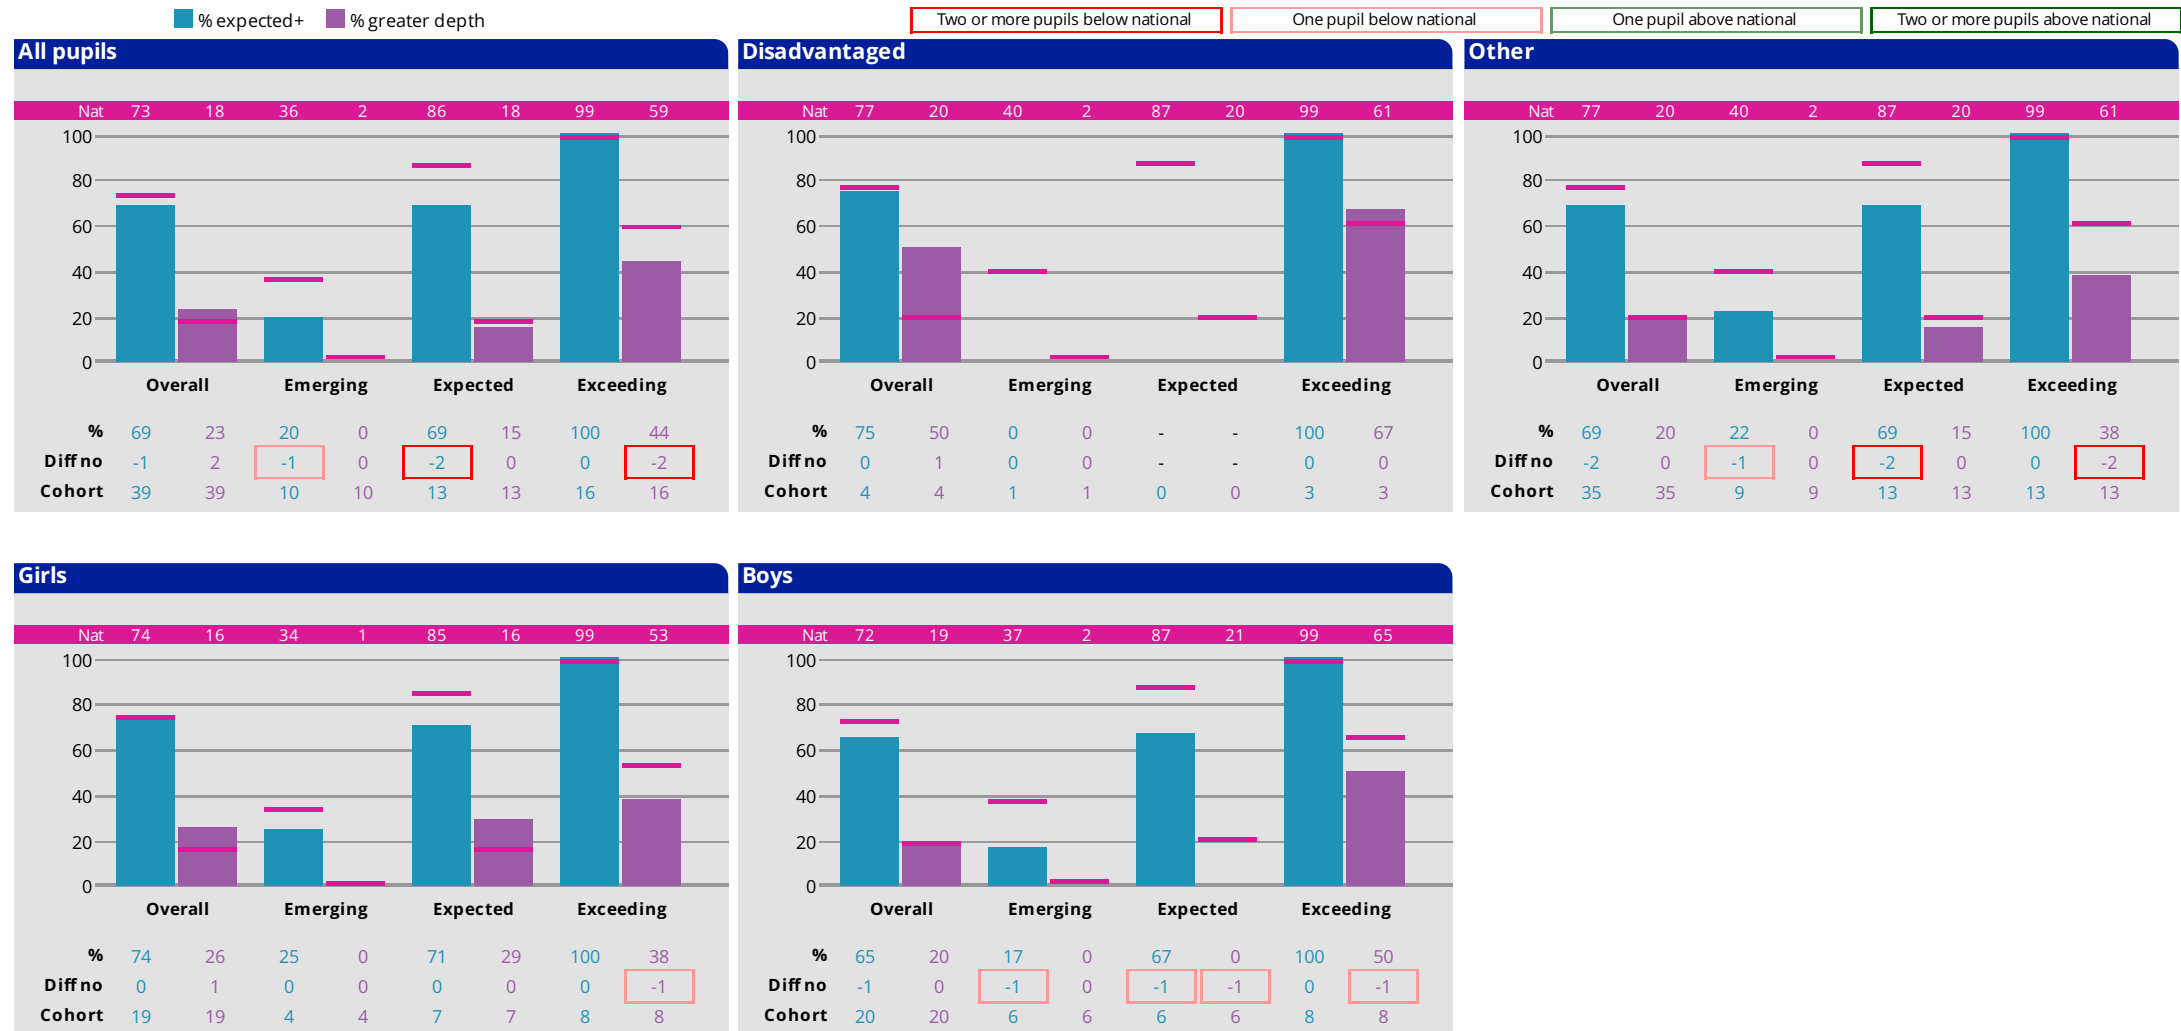 % expected+ % greater depth
Two or more pupils below national One pupil below national One pupil above national Two or more pupils above national
All pupils
Nat 73 18 36 2 86 18 99 59
100
80
60
40
20
0
Overall Emerging Expected Exceeding
% 69 23 20 0 69 15 100 44
Diff no -1 2 -1 0 -2 0 0 -2
Cohort 39 39 10 10 13 13 16 16
Disadvantaged
Nat 77 20 40 2 87 20 99 61
100
80
60
40
20
0
Overall Emerging Expected Exceeding
% 75 50 0 0 - - 100 67
Diff no 0 1 0 0 - - 0 0
Cohort 4 4 1 1 0 0 3 3
Other
Nat 77 20 40 2 87 20 99 61
100
80
60
40
20
0
Overall Emerging Expected Exceeding
% 69 20 22 0 69 15 100 38
Diff no -2 0 -1 0 -2 0 0 -2
Cohort 35 35 9 9 13 13 13 13
Girls
Nat 74 16 34 1 85 16 99 53
100
80
60
40
20
0
Overall Emerging Expected Exceeding
% 74 26 25 0 71 29 100 38
Diff no 0 1 0 0 0 0 0 -1
Cohort 19 19 4 4 7 7 8 8
Boys
Nat 72 19 37 2 87 21 99 65
100
80
60
40
20
0
Overall Emerging Expected Exceeding
% 65 20 17 0 67 0 100 50
Diff no -1 0 -1 0 -1 -1 0 -1
Cohort 20 20 6 6 6 6 8 8